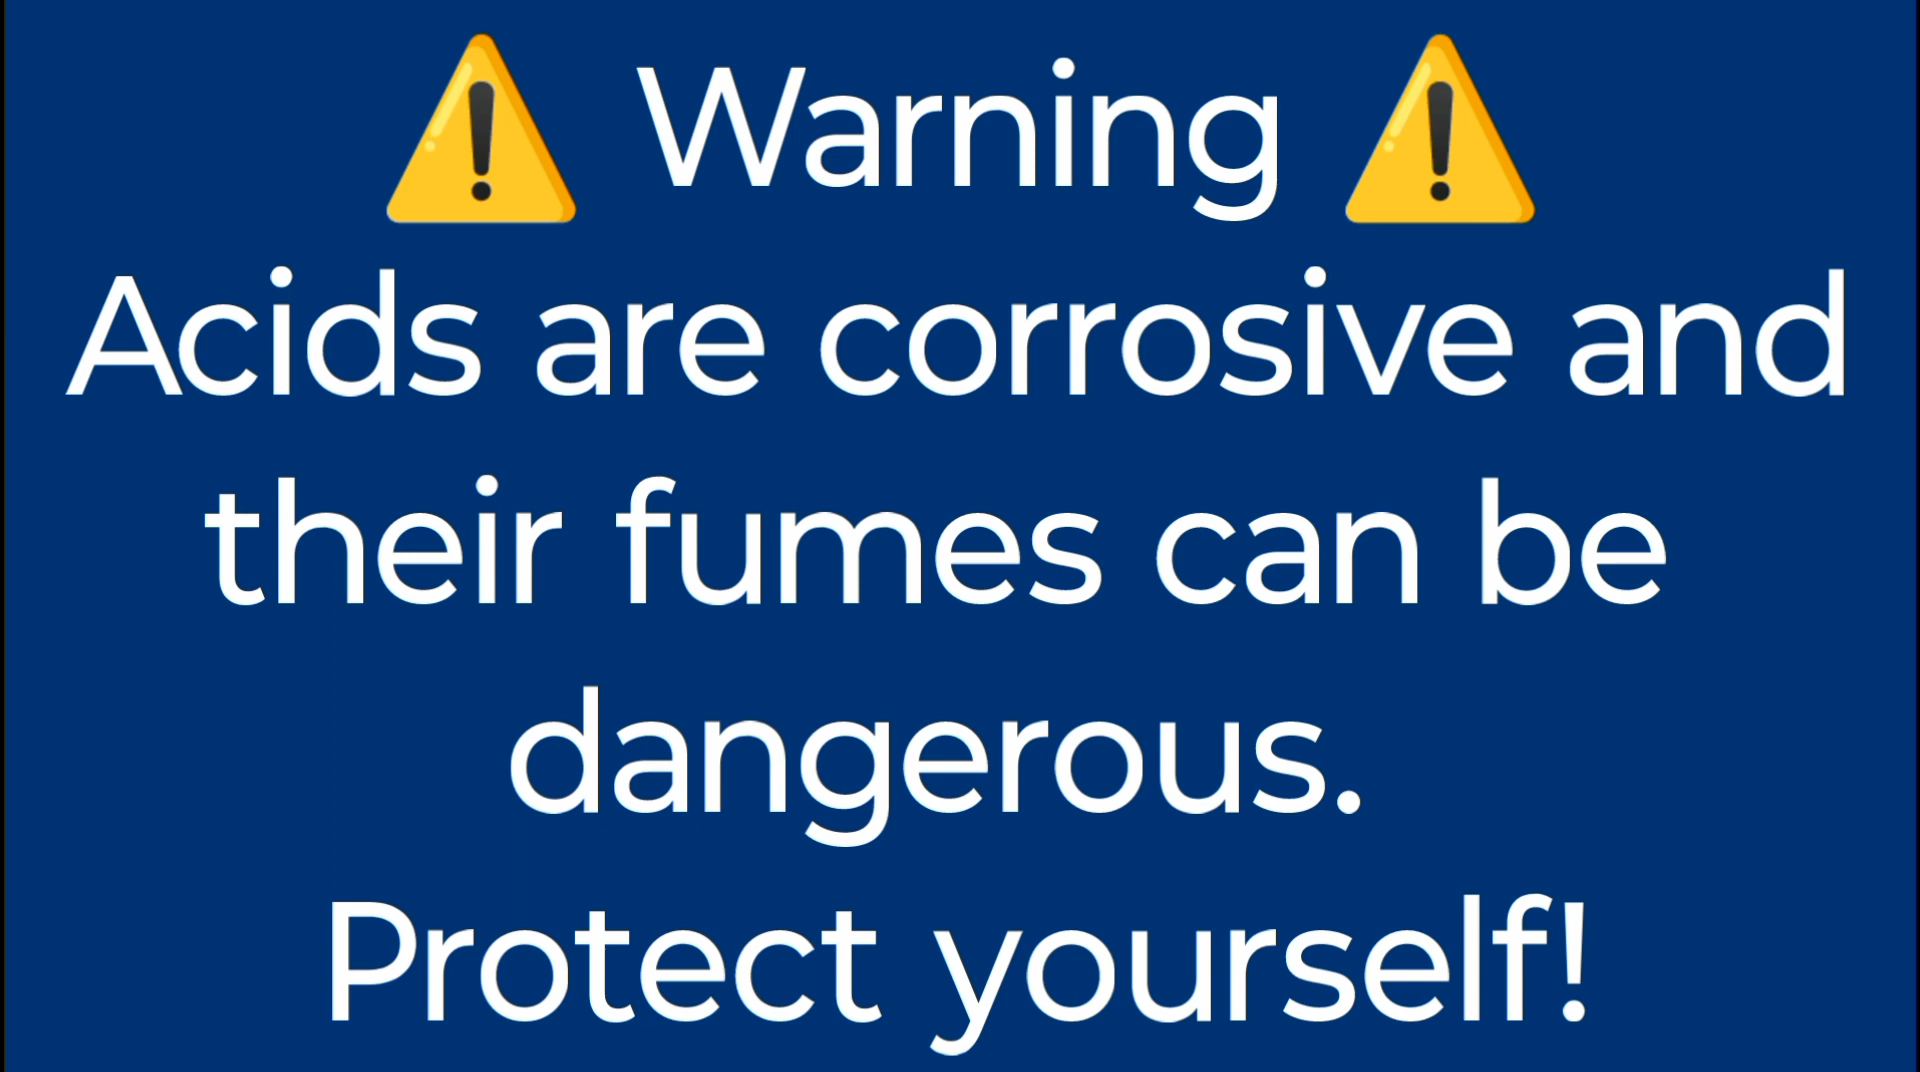 ⚠️ Warning ⚠️
Acids are corrosive and
their fumes can be
dangerous.
Protect yourself!